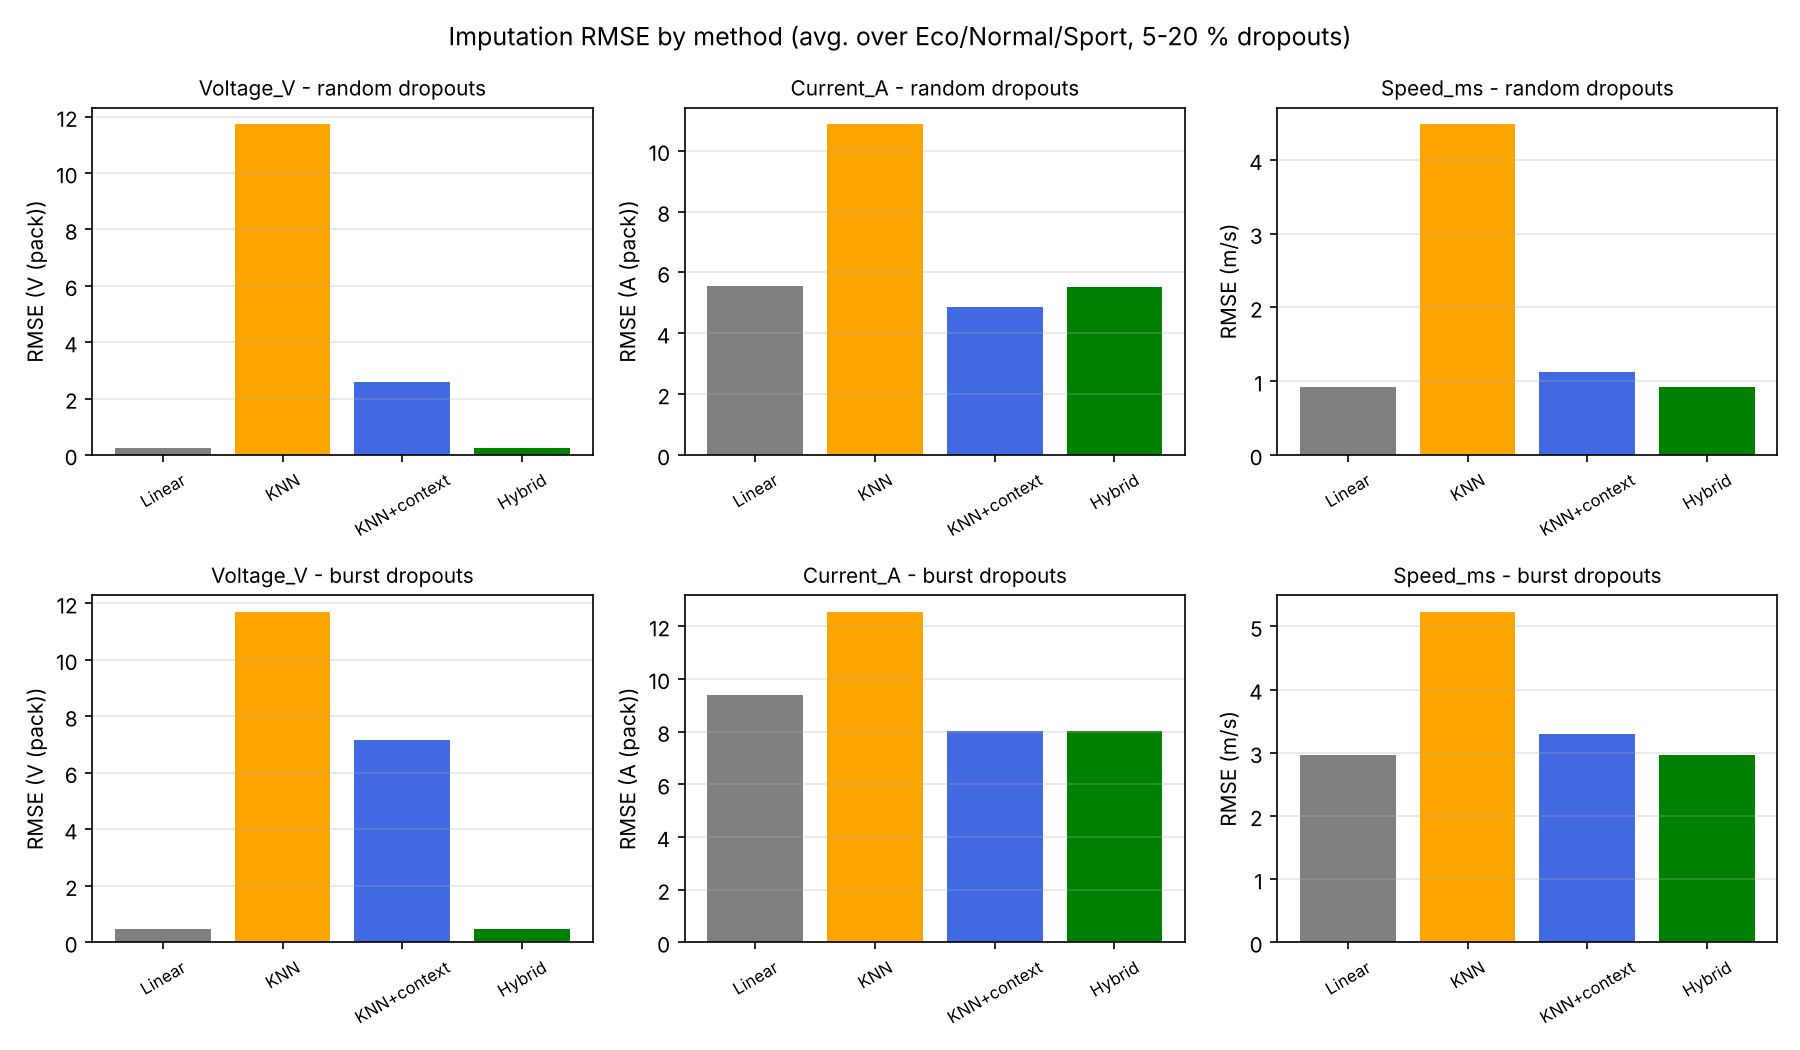 Imputation RMSE by method (avg. over Eco/Normal/Sport, 5-20 % dropouts)
Voltage_V - random dropouts
RMSE (V (pack))
12
10
8
6
4
2
0
Linear
KNN
KNN+context
Hybrid
Current_A - random dropouts
RMSE (A (pack))
10
8
6
4
2
0
Linear
KNN
KNN+context
Hybrid
Speed_ms - random dropouts
RMSE (m/s)
4
3
2
1
0
Linear
KNN
KNN+context
Hybrid
Voltage_V - burst dropouts
RMSE (V (pack))
12
10
8
6
4
2
0
Linear
KNN
KNN+context
Hybrid
Current_A - burst dropouts
RMSE (A (pack))
12
10
8
6
4
2
0
Linear
KNN
KNN+context
Hybrid
Speed_ms - burst dropouts
RMSE (m/s)
5
4
3
2
1
0
Linear
KNN
KNN+context
Hybrid